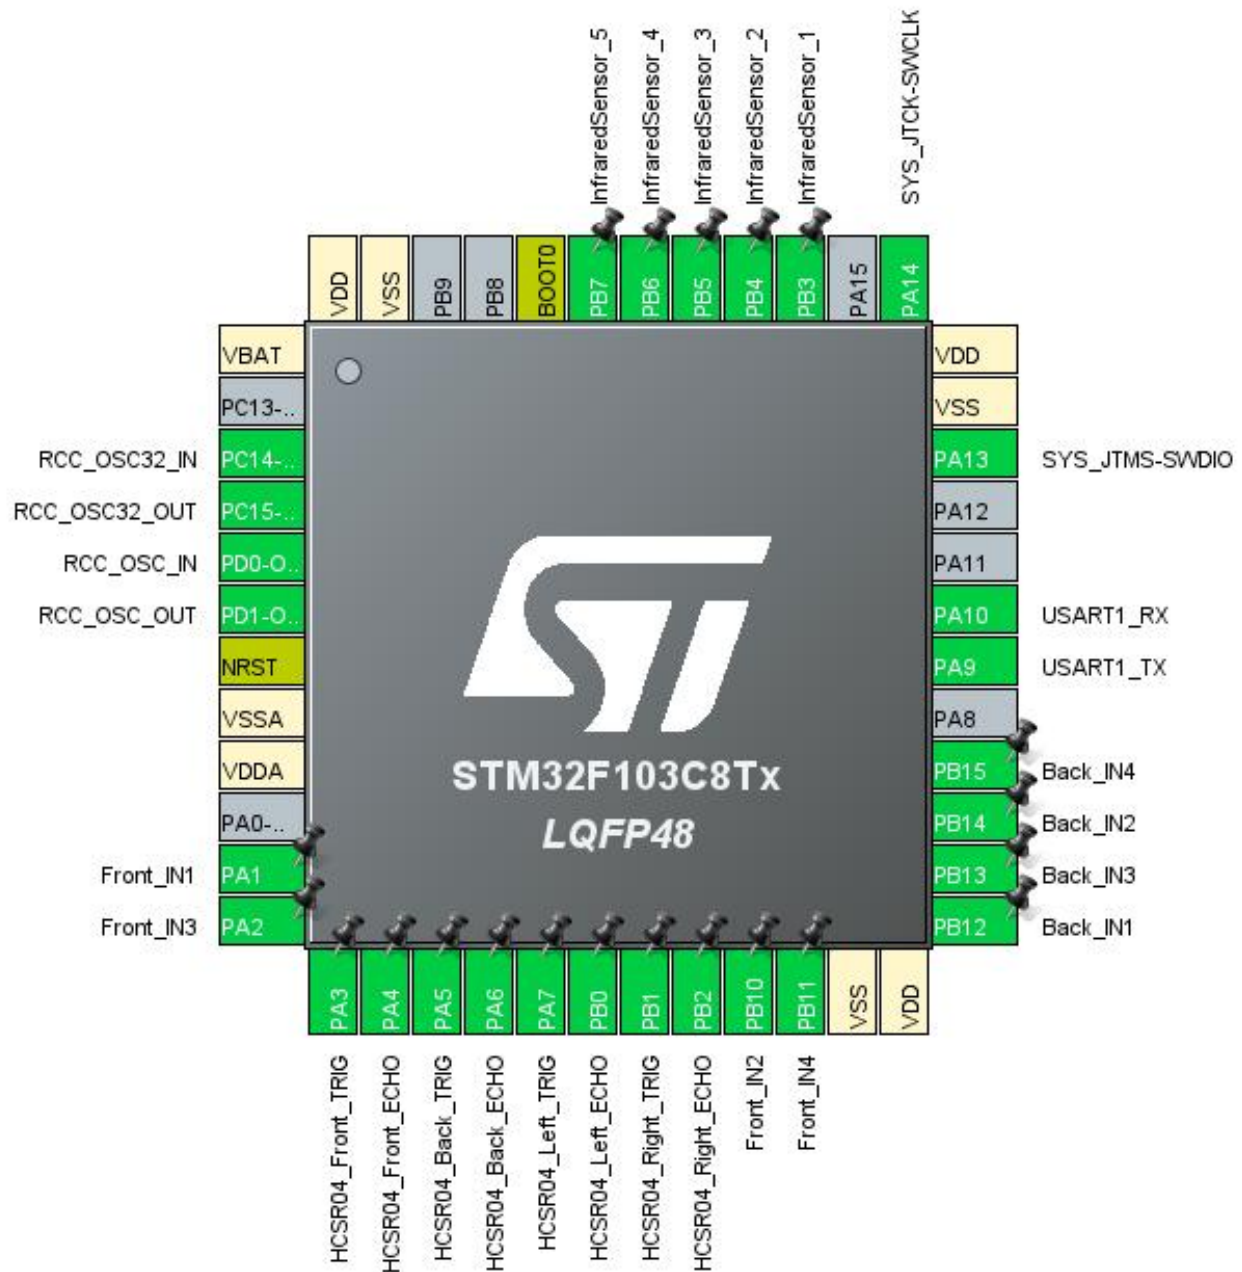 InfraredSensor_5
InfraredSensor_4
InfraredSensor_3
InfraredSensor_2
InfraredSensor_1
SYS_JTCK-SWCLK
VDD
VSS
PB9
PB8
BOOT0
PB7
PB6
PB5
PB4
PB3
PA15
PA14
VBAT
PC13-..
RCC_OSC32_IN PC14-..
RCC_OSC32_OUT PC15-..
RCC_OSC_IN PD0-O..
RCC_OSC_OUT PD1-O..
NRST
VSSA
VDDA
PA0-..
Front_IN1 PA1
Front_IN3 PA2
STM32F103C8Tx
LQFP48
VDD
VSS
PA13 SYS_JTMS-SWDIO
PA12
PA11
PA10 USART1_RX
PA9 USART1_TX
PA8
PB15 Back_IN4
PB14 Back_IN2
PB13 Back_IN3
PB12 Back_IN1
PA3
PA4
PA5
PA6
PA7
PB0
PB1
PB2
PB10
PB11
VSS
VDD
HCSR04_Front_TRIG
HCSR04_Front_ECHO
HCSR04_Back_TRIG
HCSR04_Back_ECHO
HCSR04_Left_TRIG
HCSR04_Left_ECHO
HCSR04_Right_TRIG
HCSR04_Right_ECHO
Front_IN2
Front_IN4